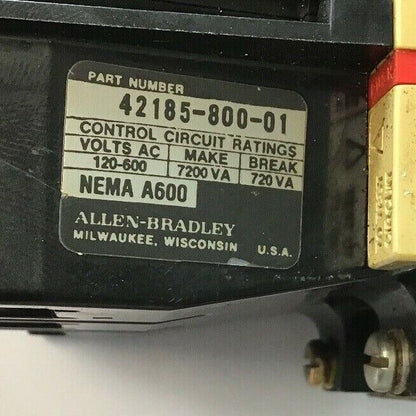 PART NUMBER
42185-800-01
CONTROL CIRCUIT RATINGS
VOLTS AC MAKE BREAK
120-600 7200 VA 720 VA
NEMA A600
ALLEN-BRADLEY
MILWAUKEE, WISCONSIN U.S.A.